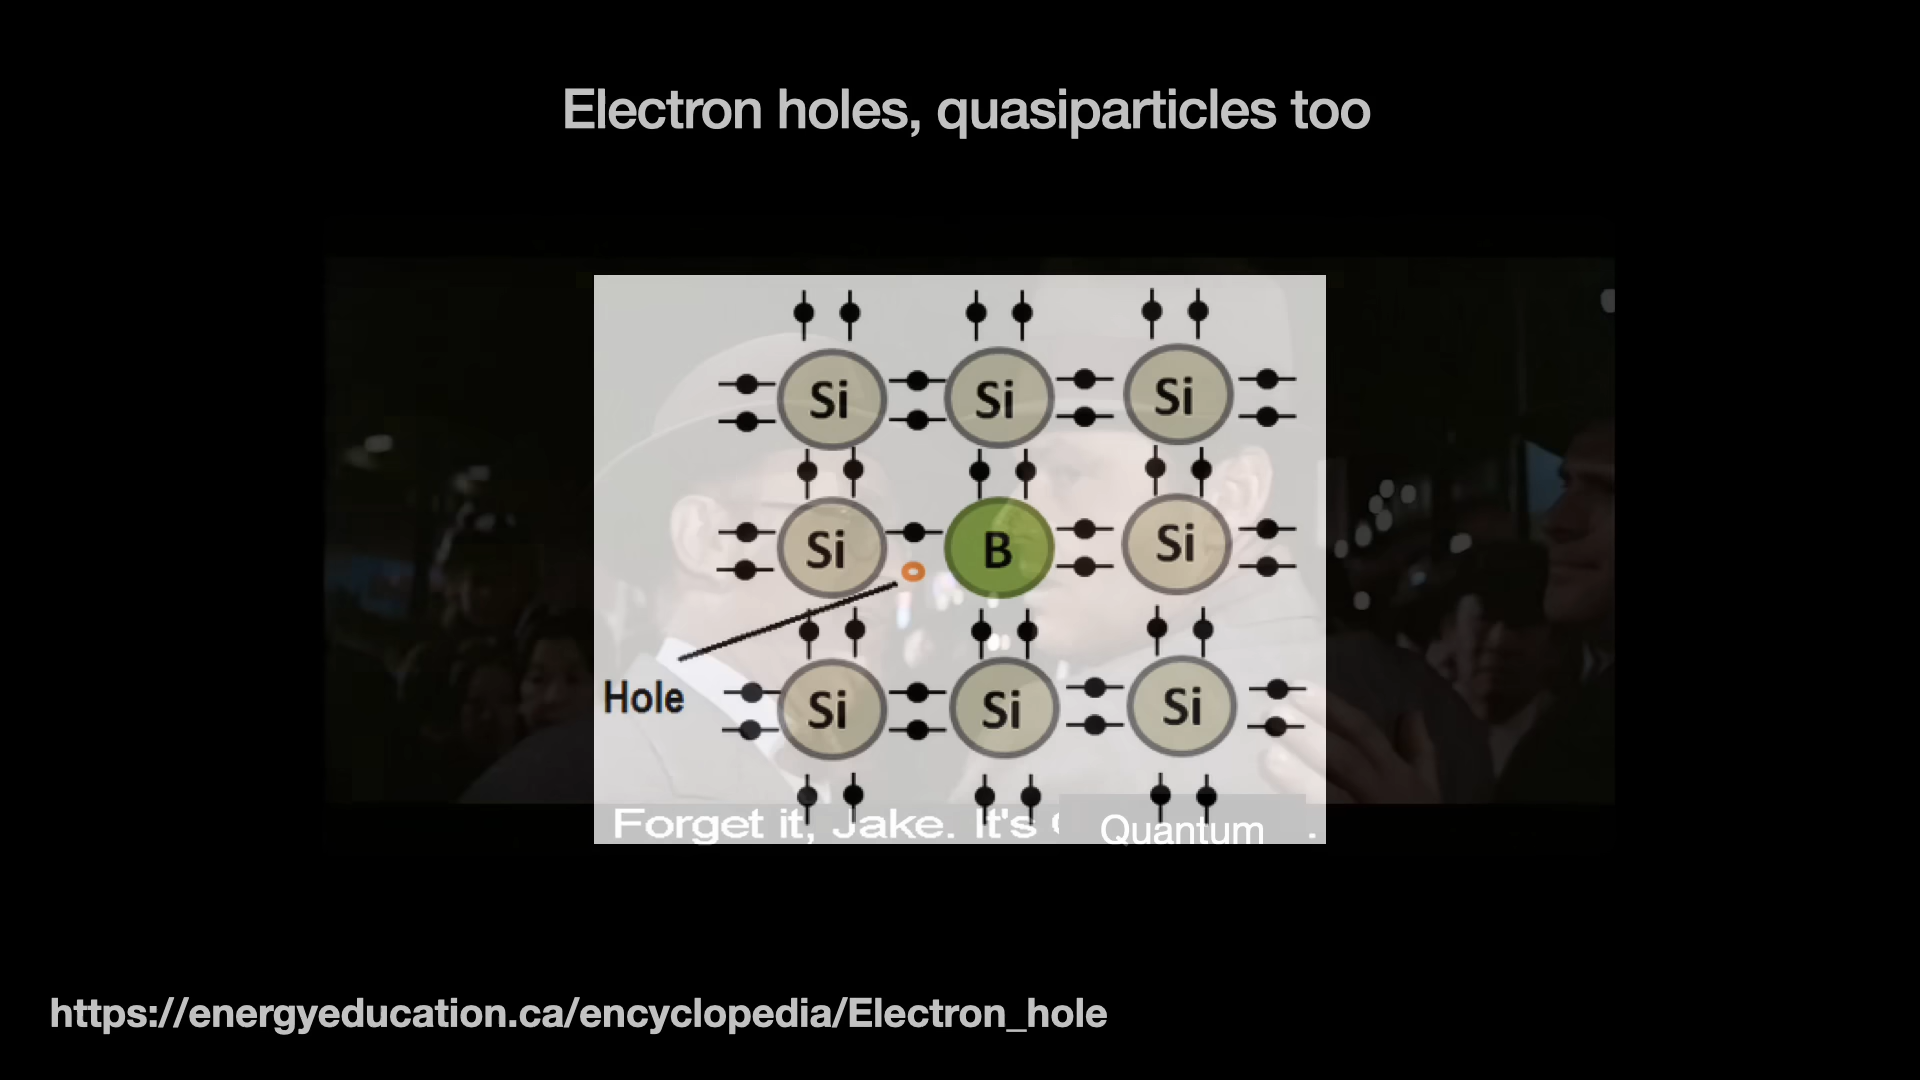 Electron holes, quasiparticles too
Si Si Si
Si B Si
Hole
Si Si Si
Forget it, Jake. It's Quantum .
https://energyeducation.ca/encyclopedia/Electron_hole